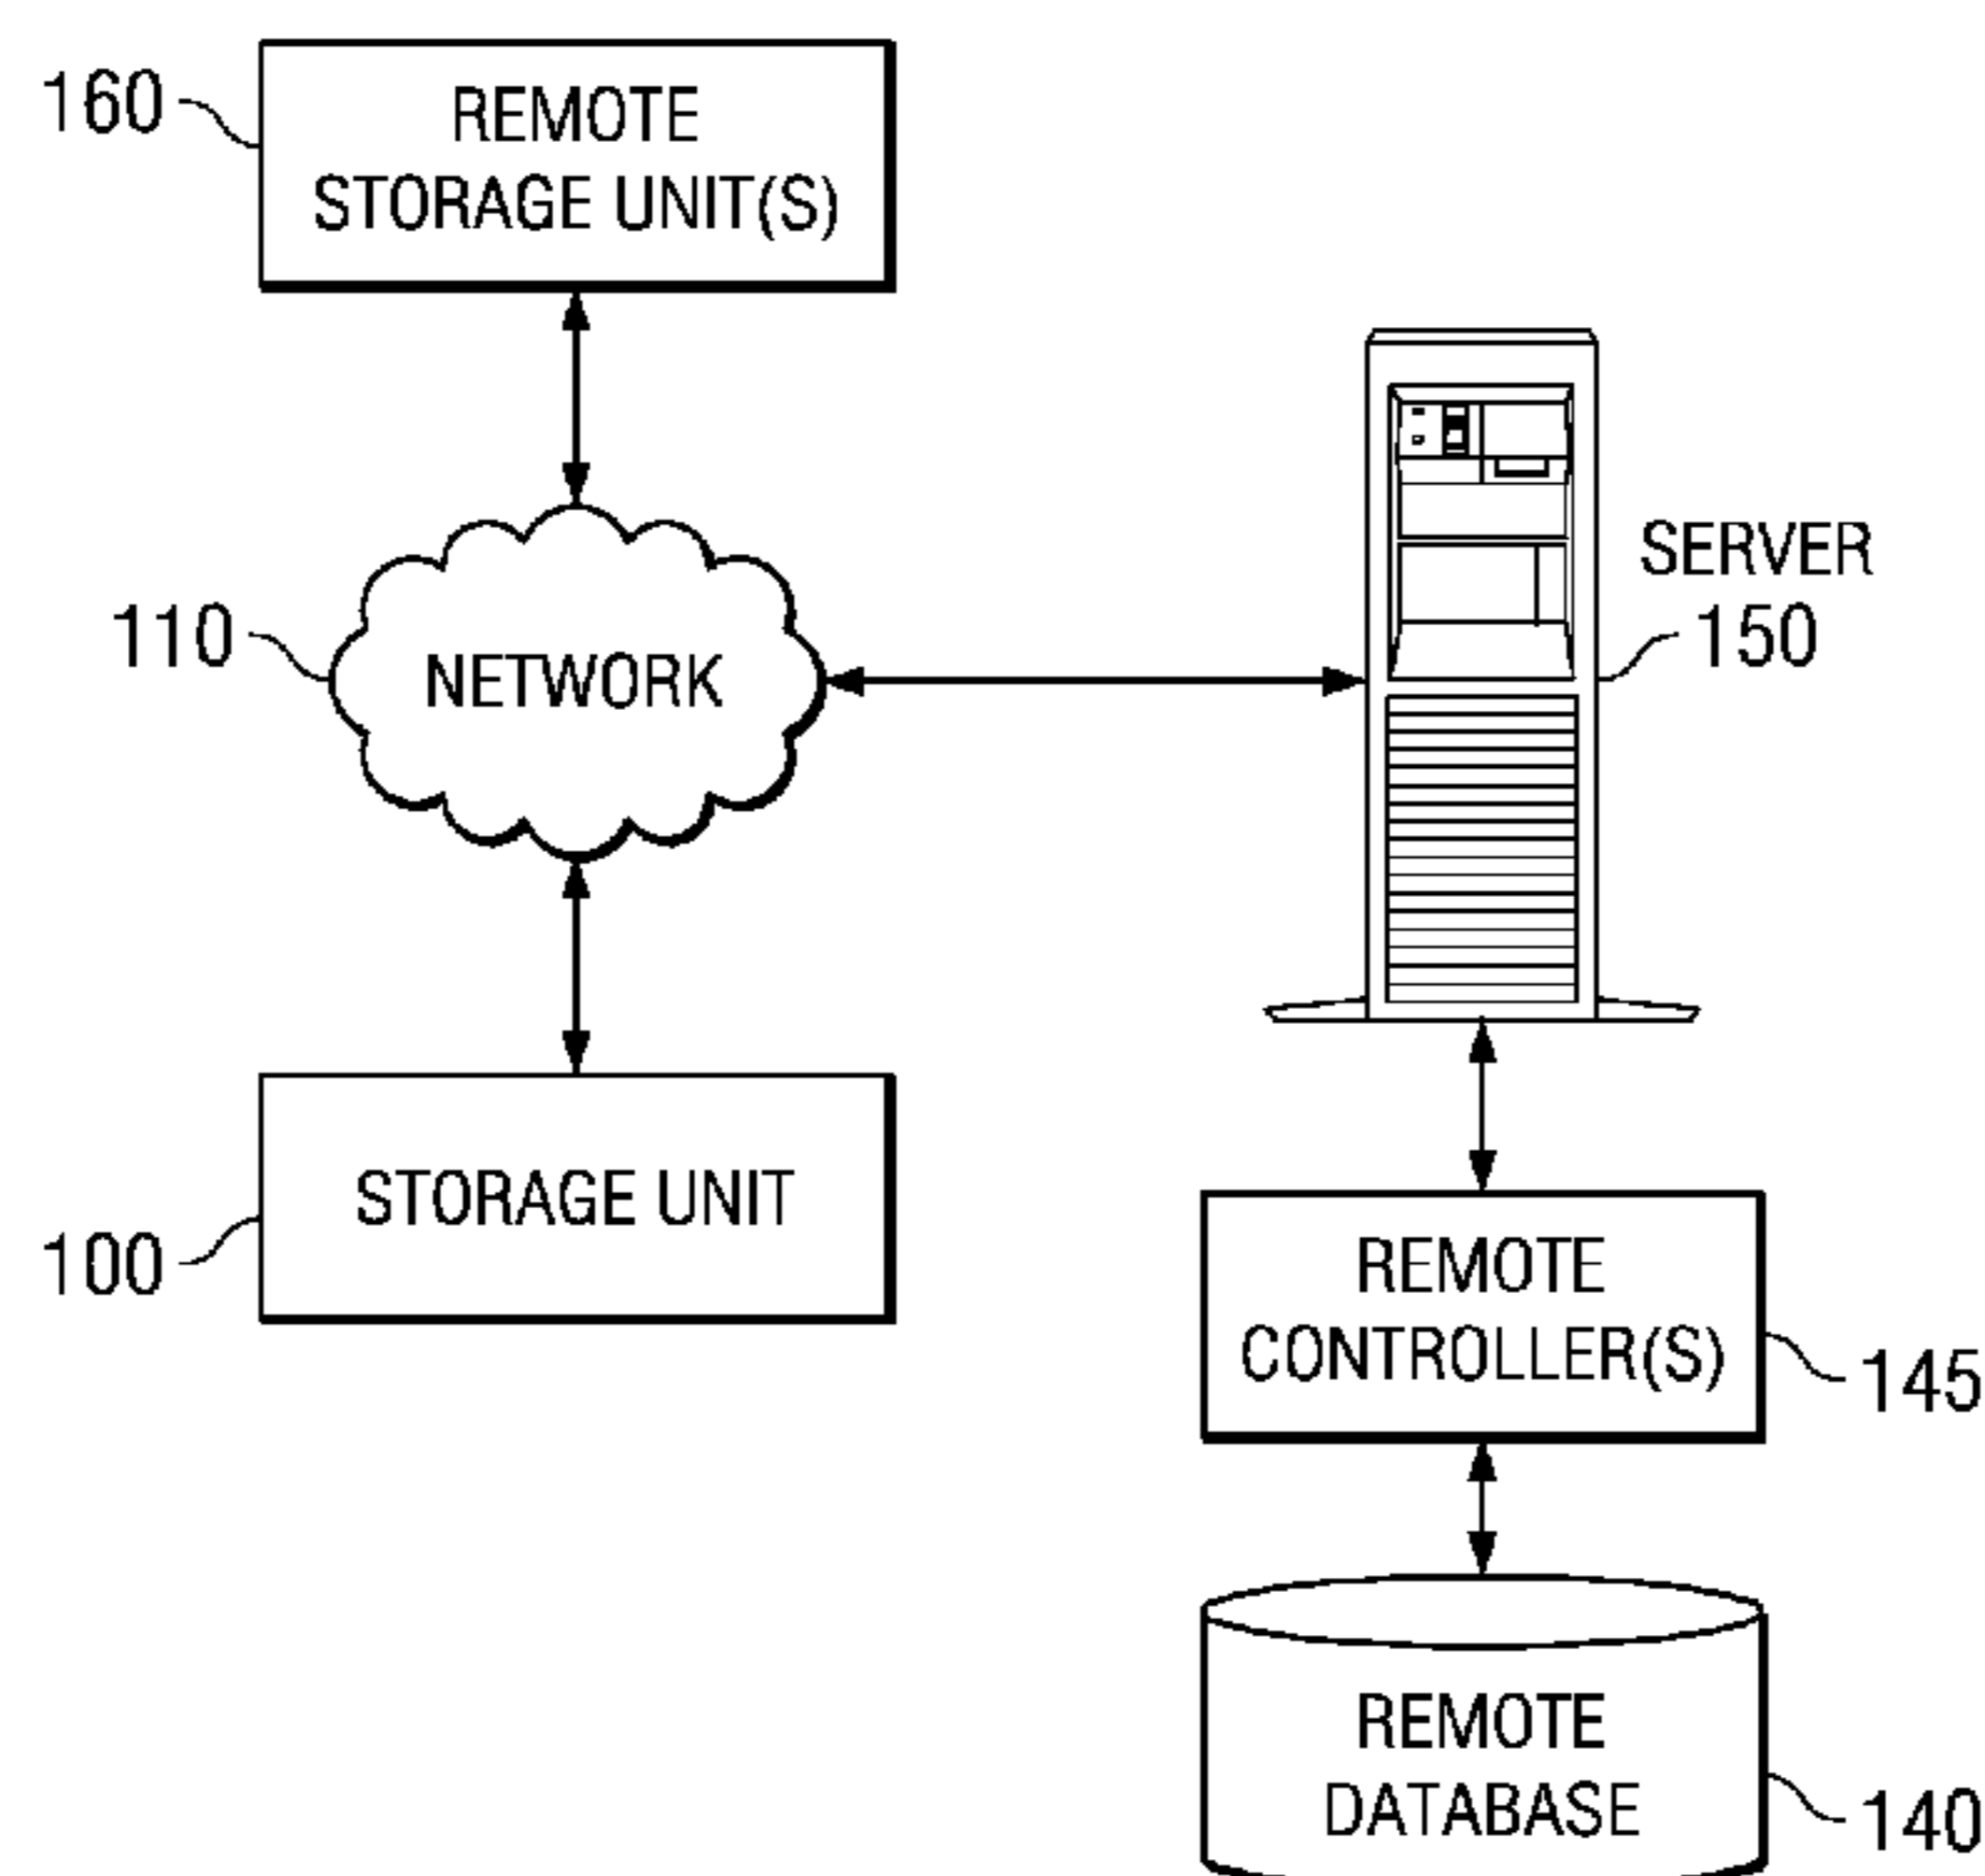 160
REMOTE
STORAGE UNIT(S)
110
NETWORK
SERVER
150
STORAGE UNIT
100
REMOTE
CONTROLLER(S)
145
REMOTE
DATABASE
140